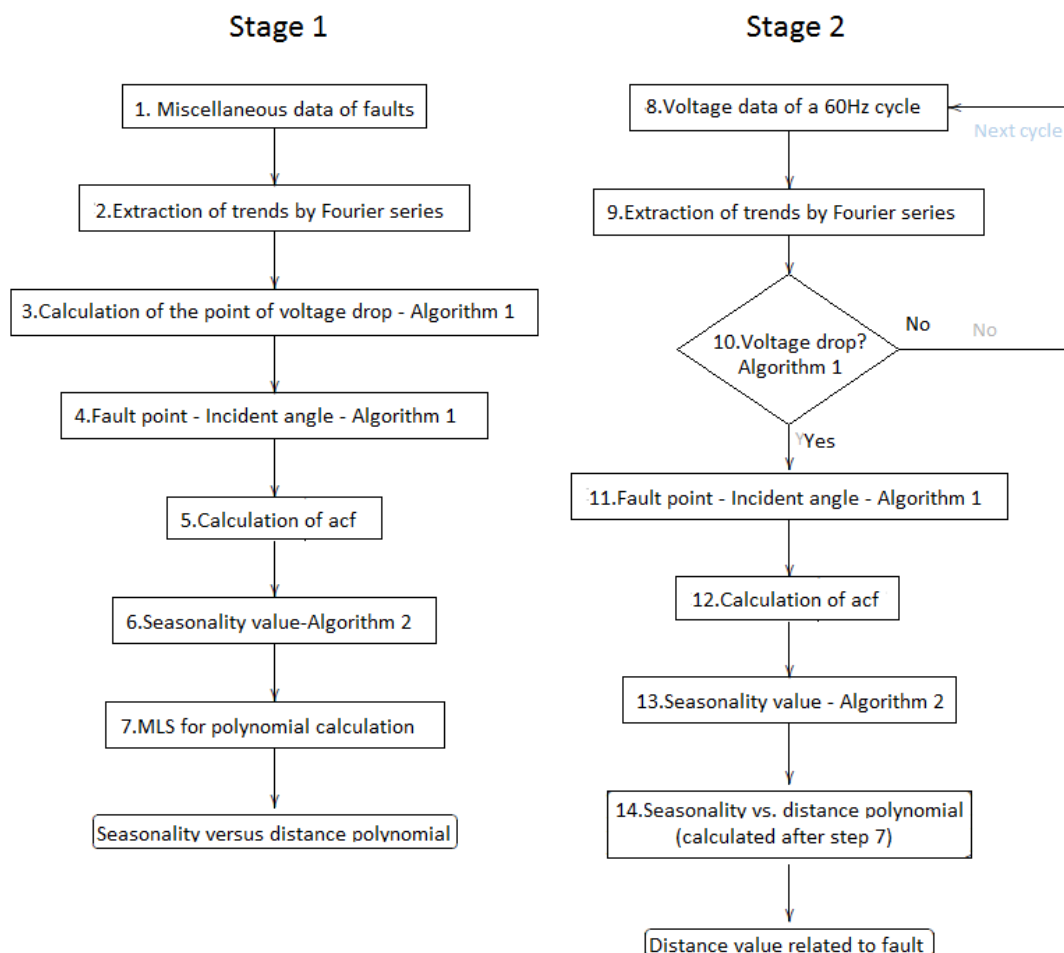 Stage 1
1. Miscellaneous data of faults
2.Extraction of trends by Fourier series
3.Calculation of the point of voltage drop - Algorithm 1
4.Fault point - Incident angle - Algorithm 1
5.Calculation of acf
6.Seasonality value-Algorithm 2
7.MLS for polynomial calculation
Seasonality versus distance polynomial
Stage 2
8.Voltage data of a 60Hz cycle
Next cycle
9.Extraction of trends by Fourier series
10.Voltage drop?
Algorithm 1
No
No
Yes
11.Fault point - Incident angle - Algorithm 1
12.Calculation of acf
13.Seasonality value - Algorithm 2
14.Seasonality vs. distance polynomial
(calculated after step 7)
Distance value related to fault